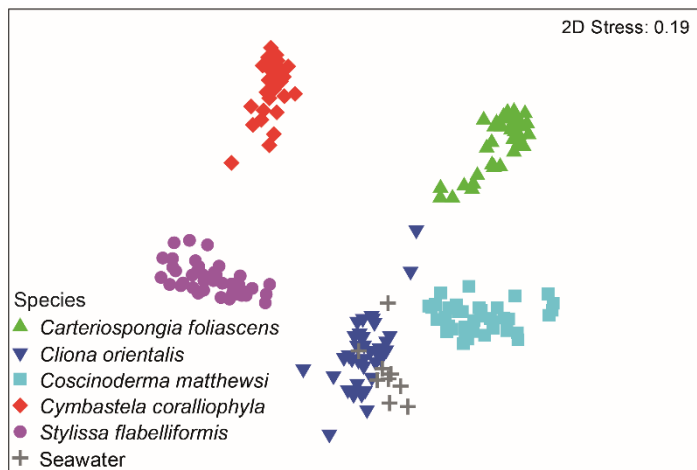 2D Stress: 0.19
Species
Carteriospongia foliascens
Cliona orientalis
Coscinoderma matthewsi
Cymbastela coralliophyla
Stylissa flabelliformis
Seawater